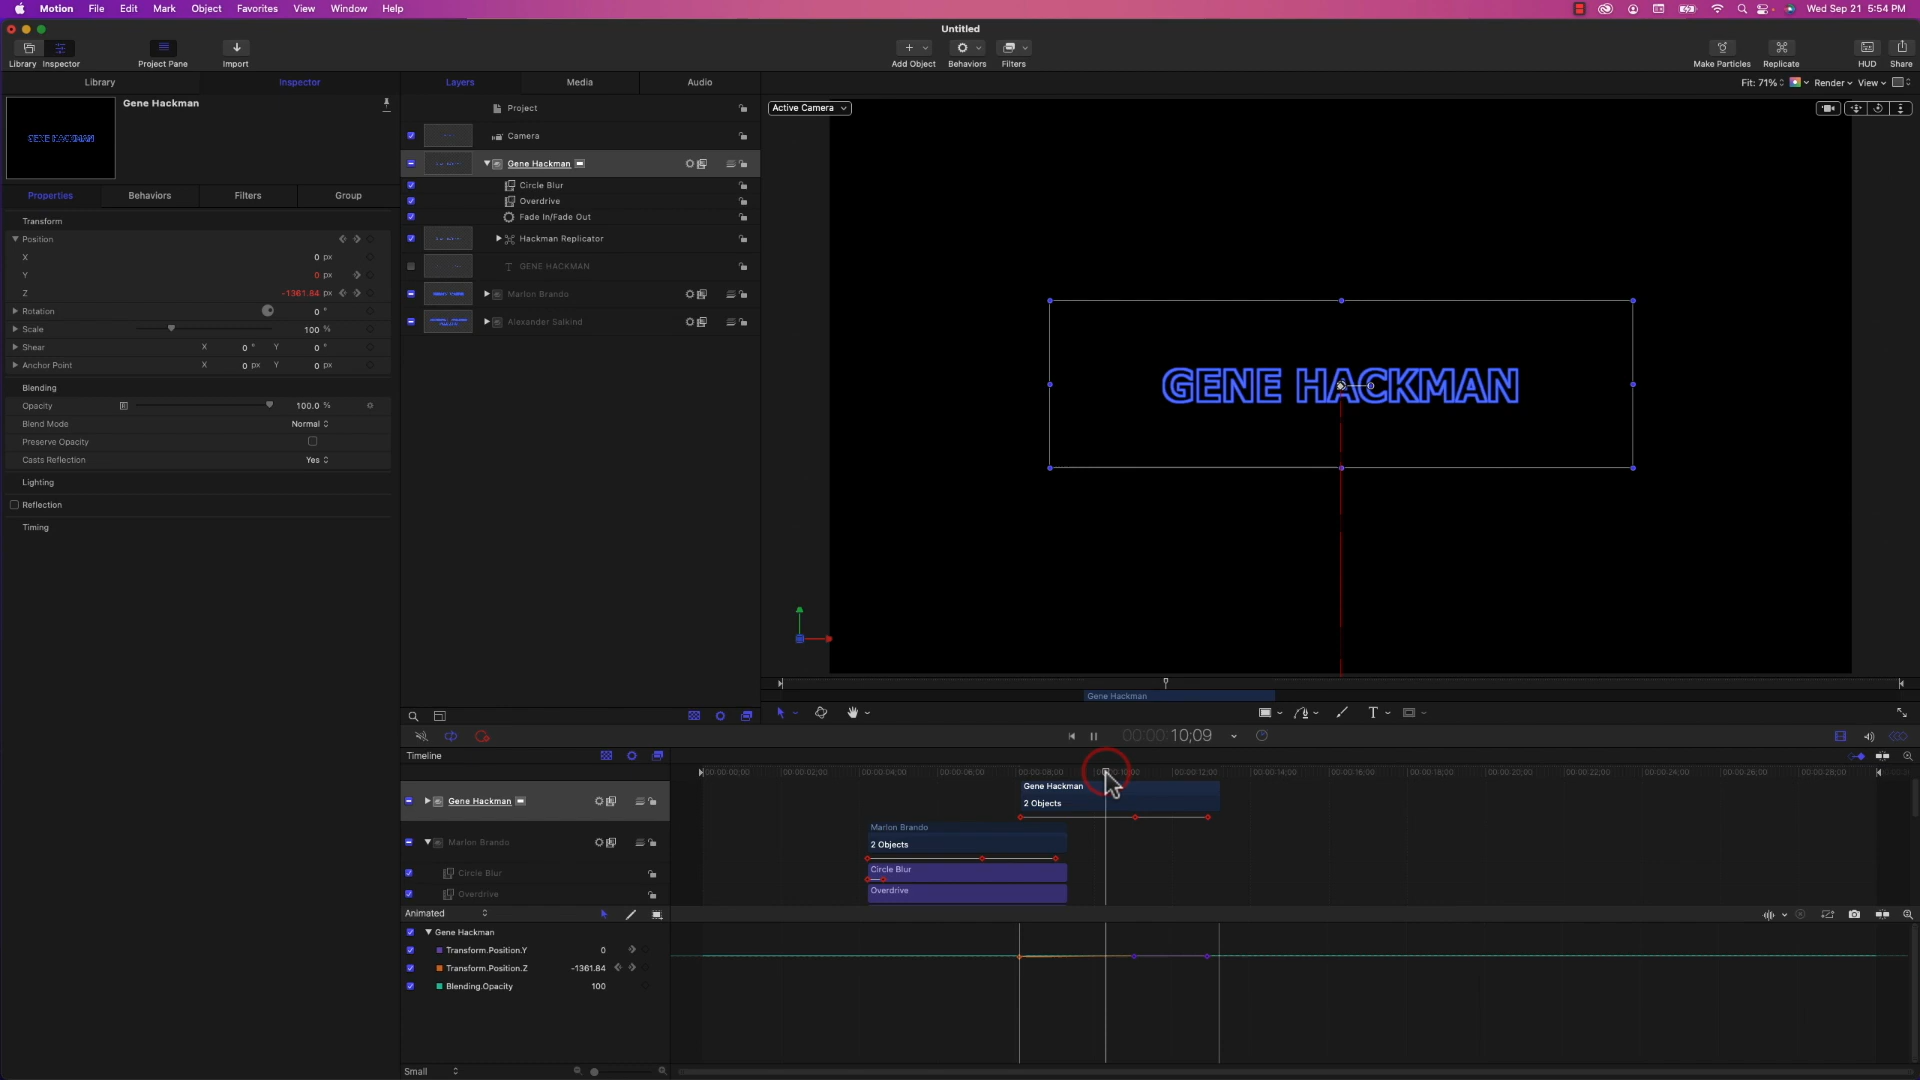 Motion File Edit Mark Object Favorites View Window Help Wed Sep 21 5:54 PM
Untitled
Library Inspector Project Pane Import Add Object Behaviors Filters Make Particles Replicate HUD Share
Library Inspector Layers Media Audio Fit: 71% Render View
Gene Hackman
GENE HACKMAN
Properties Behaviors Filters Group
Transform
Position
X 0 px
Y 0 px
Z -1361.84 px
Rotation 0 °
Scale 100 %
Shear X 0 ° Y 0 °
Anchor Point X 0 px Y 0 px
Blending
Opacity 100.0 %
Blend Mode Normal
Preserve Opacity
Casts Reflection Yes
Lighting
Reflection
Timing
Project
Camera
Gene Hackman
Circle Blur
Overdrive
Fade In/Fade Out
Hackman Replicator
T GENE HACKMAN
Marlon Brando
Alexander Salkind
Active Camera
GENE HACKMAN
Gene Hackman
T
00:00:10;09
Timeline
00:00:00;00 00:00:02;00 00:00:04;00 00:00:06;00 00:00:08;00 00:00:10;00 00:00:12;00 00:00:14;00 00:00:16;00 00:00:18;00 00:00:20;00 00:00:22;00 00:00:24;00 00:00:26;00 00:00:28;00
Gene Hackman
Gene Hackman
2 Objects
Marlon Brando
Marlon Brando
2 Objects
Circle Blur
Circle Blur
Overdrive
Overdrive
Animated
Gene Hackman
Transform.Position.Y 0
Transform.Position.Z -1361.84
Blending.Opacity 100
Small